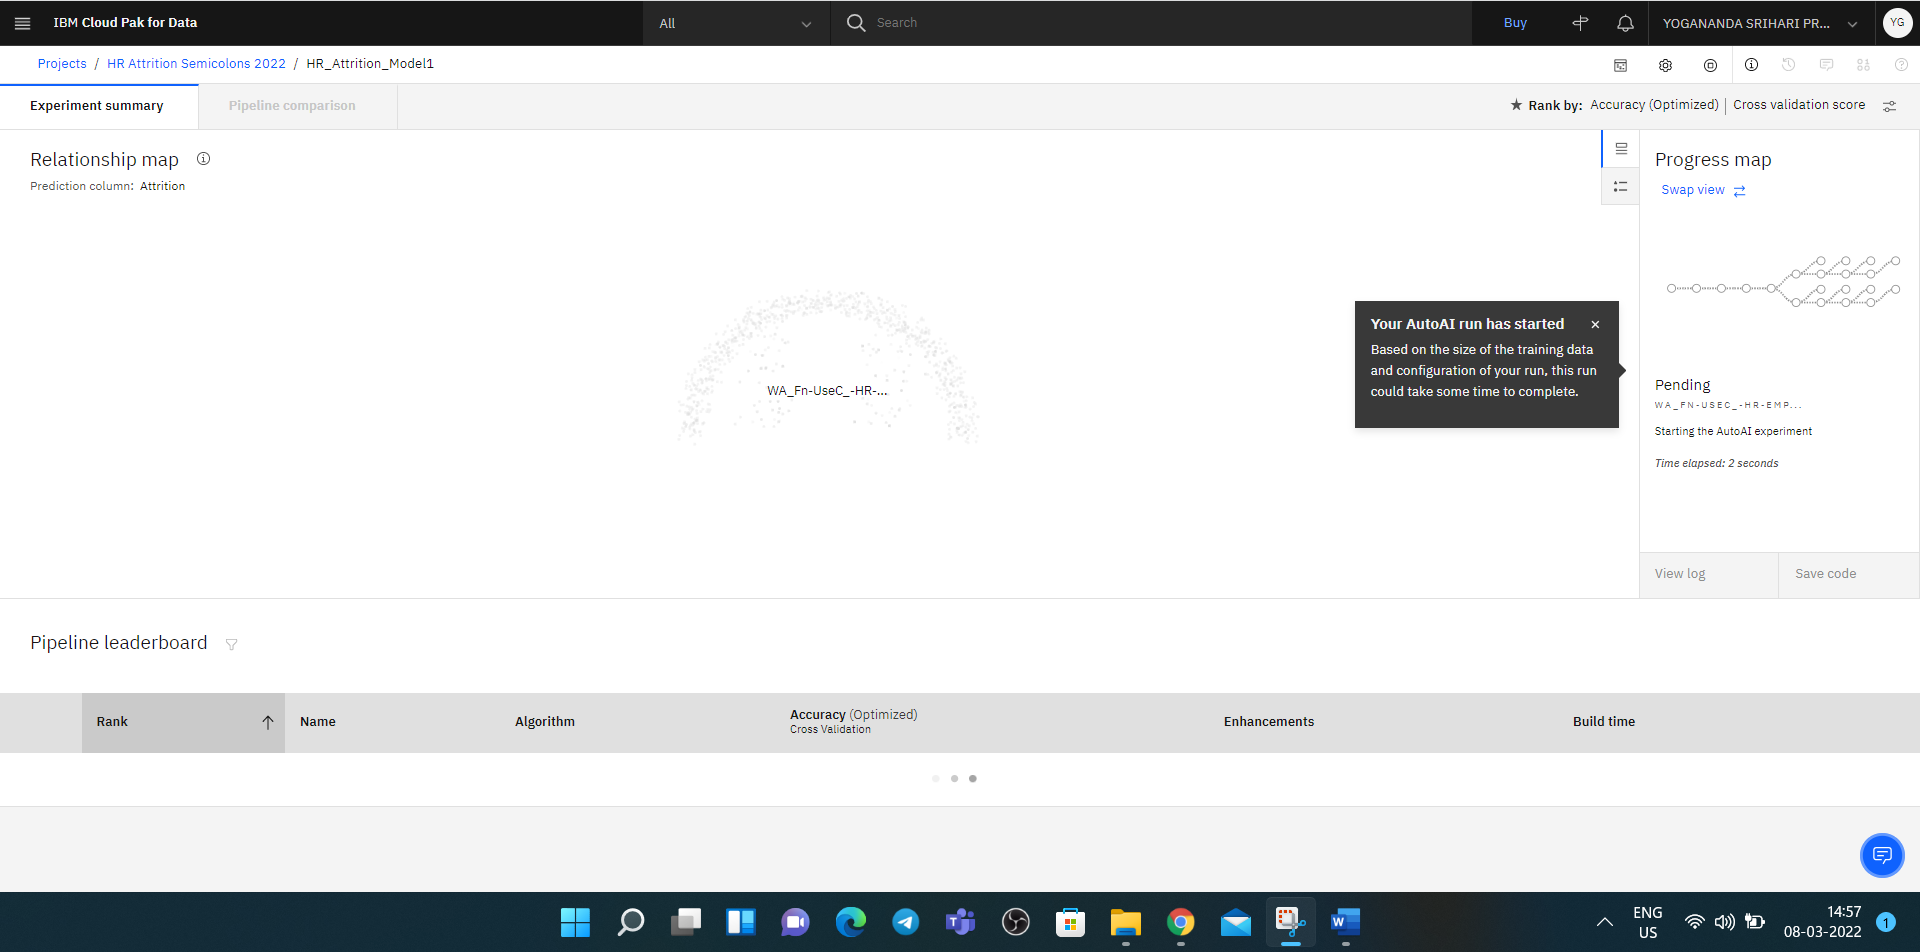 IBM Cloud Pak for Data
All
Search
Buy
YOGANANDA SRIHARI PR...
YG
Projects / HR Attrition Semicolons 2022 / HR_Attrition_Model1
Experiment summary
Pipeline comparison
★ Rank by: Accuracy (Optimized) | Cross validation score
Relationship map
Prediction column: Attrition
WA_Fn-UseC_-HR-...
Your AutoAI run has started
Based on the size of the training data
and configuration of your run, this run
could take some time to complete.
Progress map
Swap view
Pending
WA_FN-USEC_-HR-EMP...
Starting the AutoAI experiment
Time elapsed: 2 seconds
View log
Save code
Pipeline leaderboard
Rank
Name
Algorithm
Accuracy (Optimized)
Cross Validation
Enhancements
Build time
ENG
US
14:57
08-03-2022
1